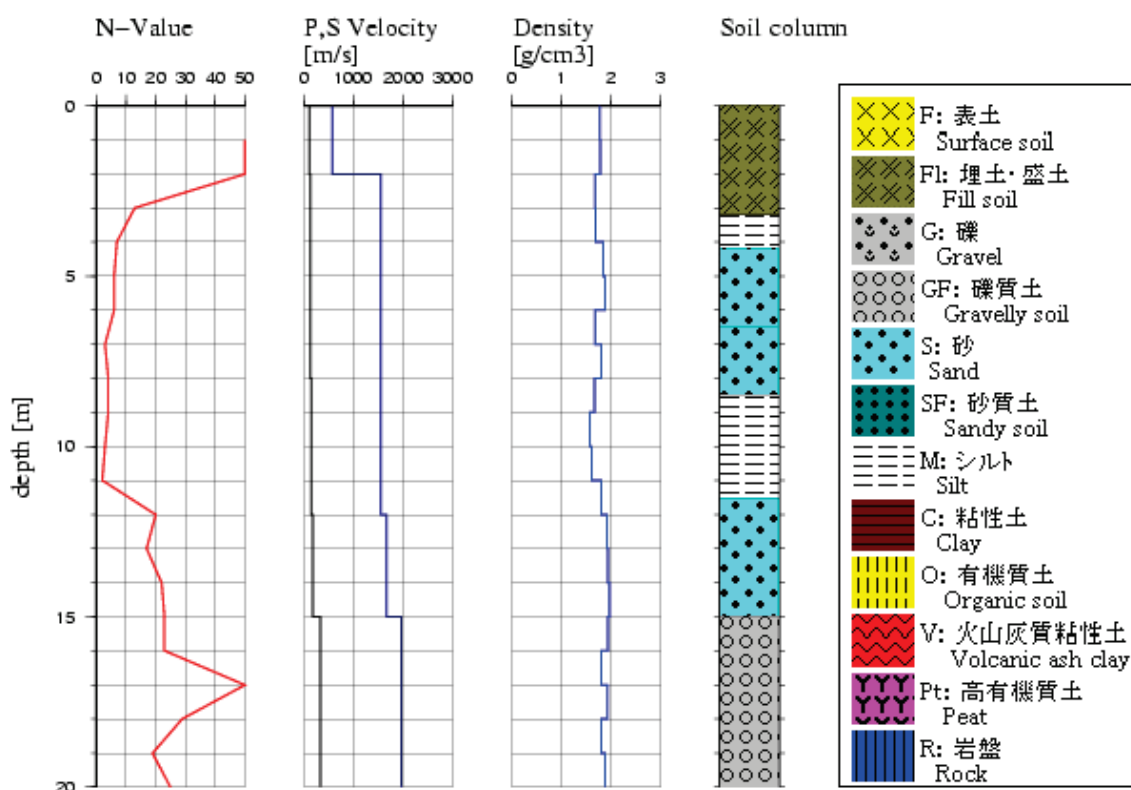 N-Value
P,S Velocity
[m/s]
Density
[g/cm3]
Soil column
0 10 20 30 40 50
0 1000 2000 3000
0 1 2 3
depth [m]
0
5
10
15
20
F: 表土
Surface soil
Fl: 埋土・盛土
Fill soil
G: 礫
Gravel
GF: 礫質土
Gravelly soil
S: 砂
Sand
SF: 砂質土
Sandy soil
M: シルト
Silt
C: 粘性土
Clay
O: 有機質土
Organic soil
V: 火山灰質粘性土
Volcanic ash clay
Pt: 高有機質土
Peat
R: 岩盤
Rock